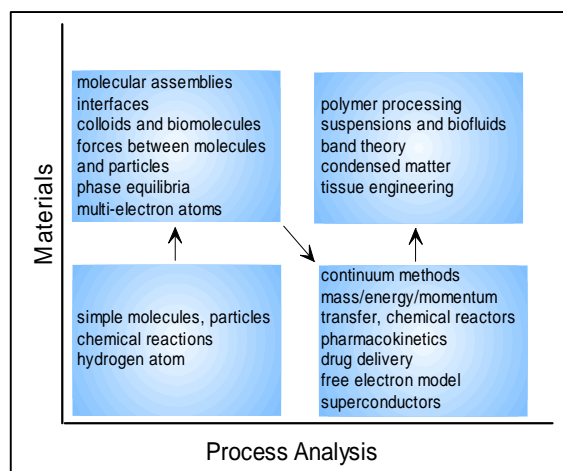 molecular assemblies
interfaces
colloids and biomolecules
forces between molecules
and particles
phase equilibria
multi-electron atoms
polymer processing
suspensions and biofluids
band theory
condensed matter
tissue engineering
Materials
simple molecules, particles
chemical reactions
hydrogen atom
continuum methods
mass/energy/momentum
transfer, chemical reactors
pharmacokinetics
drug delivery
free electron model
superconductors
Process Analysis